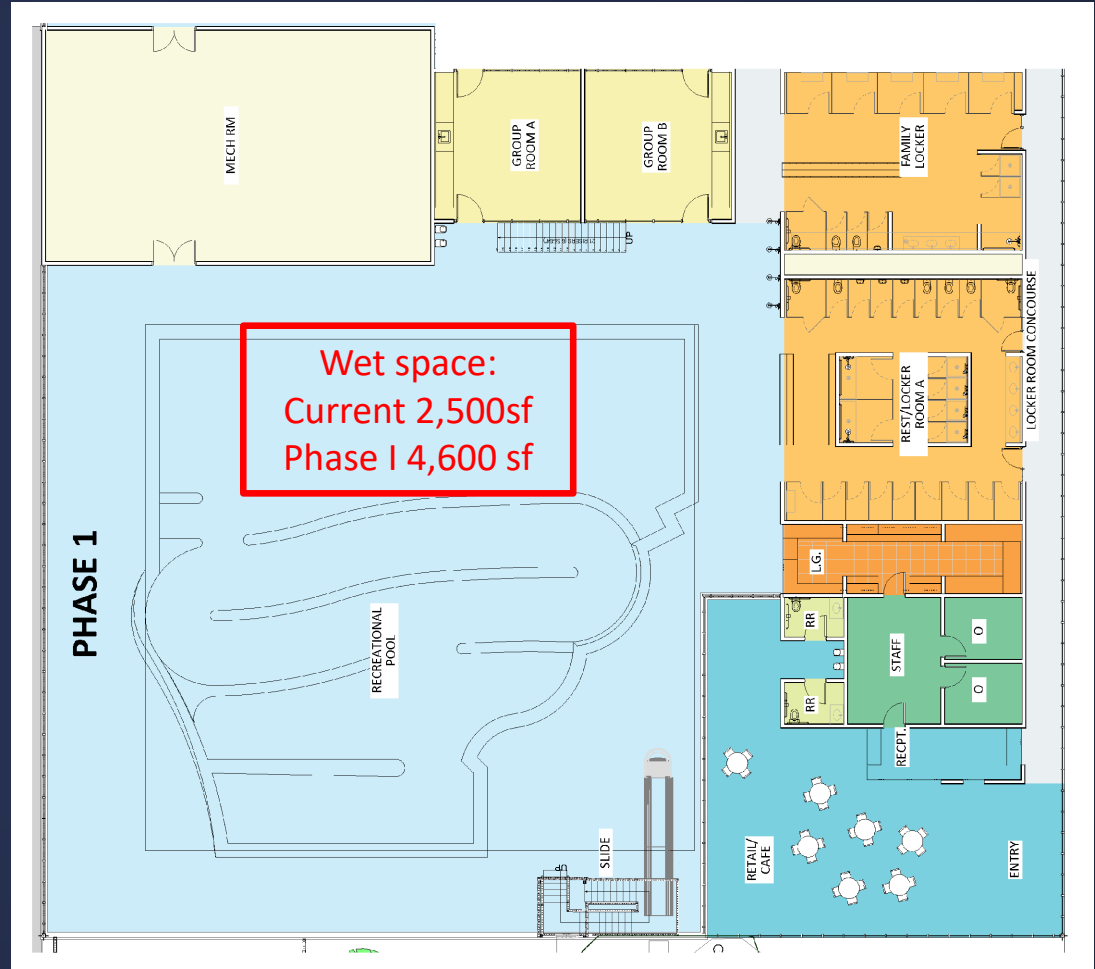 MECH RM
GROUP
ROOM A
GROUP
ROOM B
FAMILY
LOCKER
UP
Wet space:
Current 2,500sf
Phase I 4,600 sf
REST/LOCKER
ROOM A
LOCKER ROOM CONCOURSE
PHASE 1
L.G.
RECREATIONAL
POOL
RR
STAFF
O
RR
O
RECPT.
SLIDE
UP
RETAIL/
CAFE
ENTRY